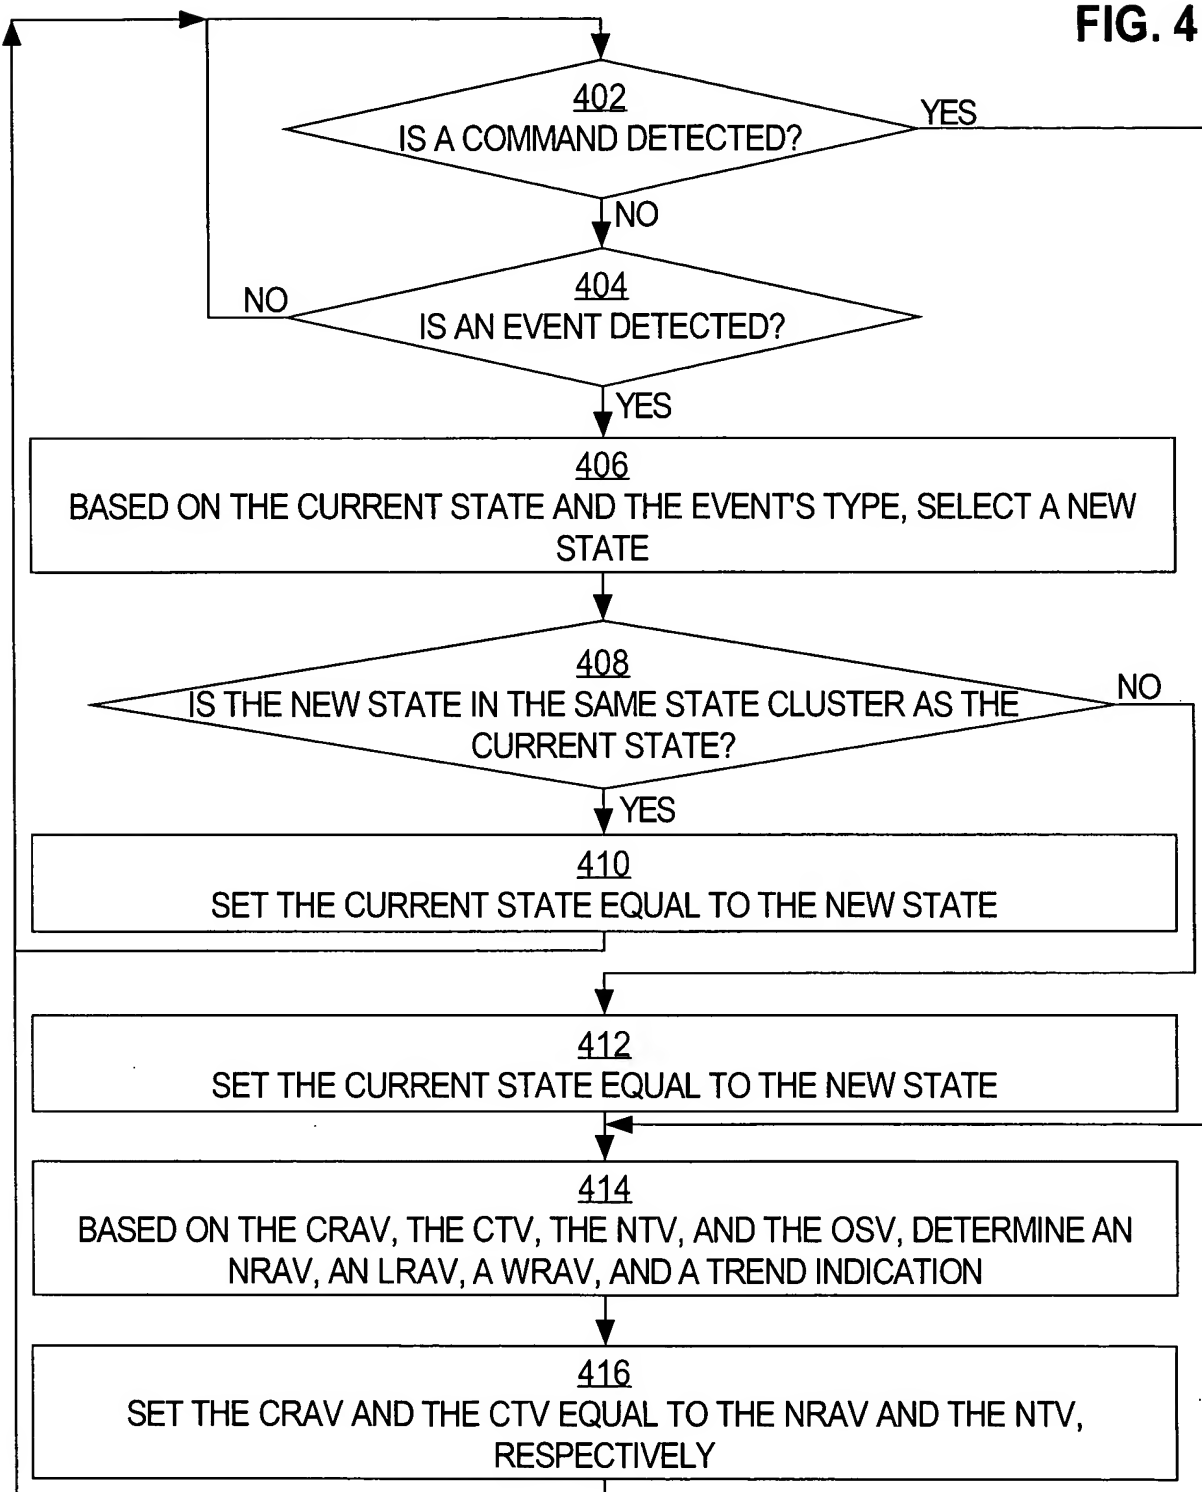 FIG. 4
402
IS A COMMAND DETECTED?
YES
NO
404
IS AN EVENT DETECTED?
NO
YES
406
BASED ON THE CURRENT STATE AND THE EVENT'S TYPE, SELECT A NEW
STATE
408
IS THE NEW STATE IN THE SAME STATE CLUSTER AS THE
CURRENT STATE?
NO
YES
410
SET THE CURRENT STATE EQUAL TO THE NEW STATE
412
SET THE CURRENT STATE EQUAL TO THE NEW STATE
414
BASED ON THE CRAV, THE CTV, THE NTV, AND THE OSV, DETERMINE AN
NRAV, AN LRAV, A WRAV, AND A TREND INDICATION
416
SET THE CRAV AND THE CTV EQUAL TO THE NRAV AND THE NTV,
RESPECTIVELY